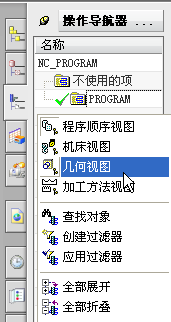 操作导航器 ...
名称
NC_PROGRAM
不使用的项
PROGRAM
程序顺序视图
机床视图
几何视图
加工方法视图
查找对象
创建过滤器
应用过滤器
全部展开
全部折叠